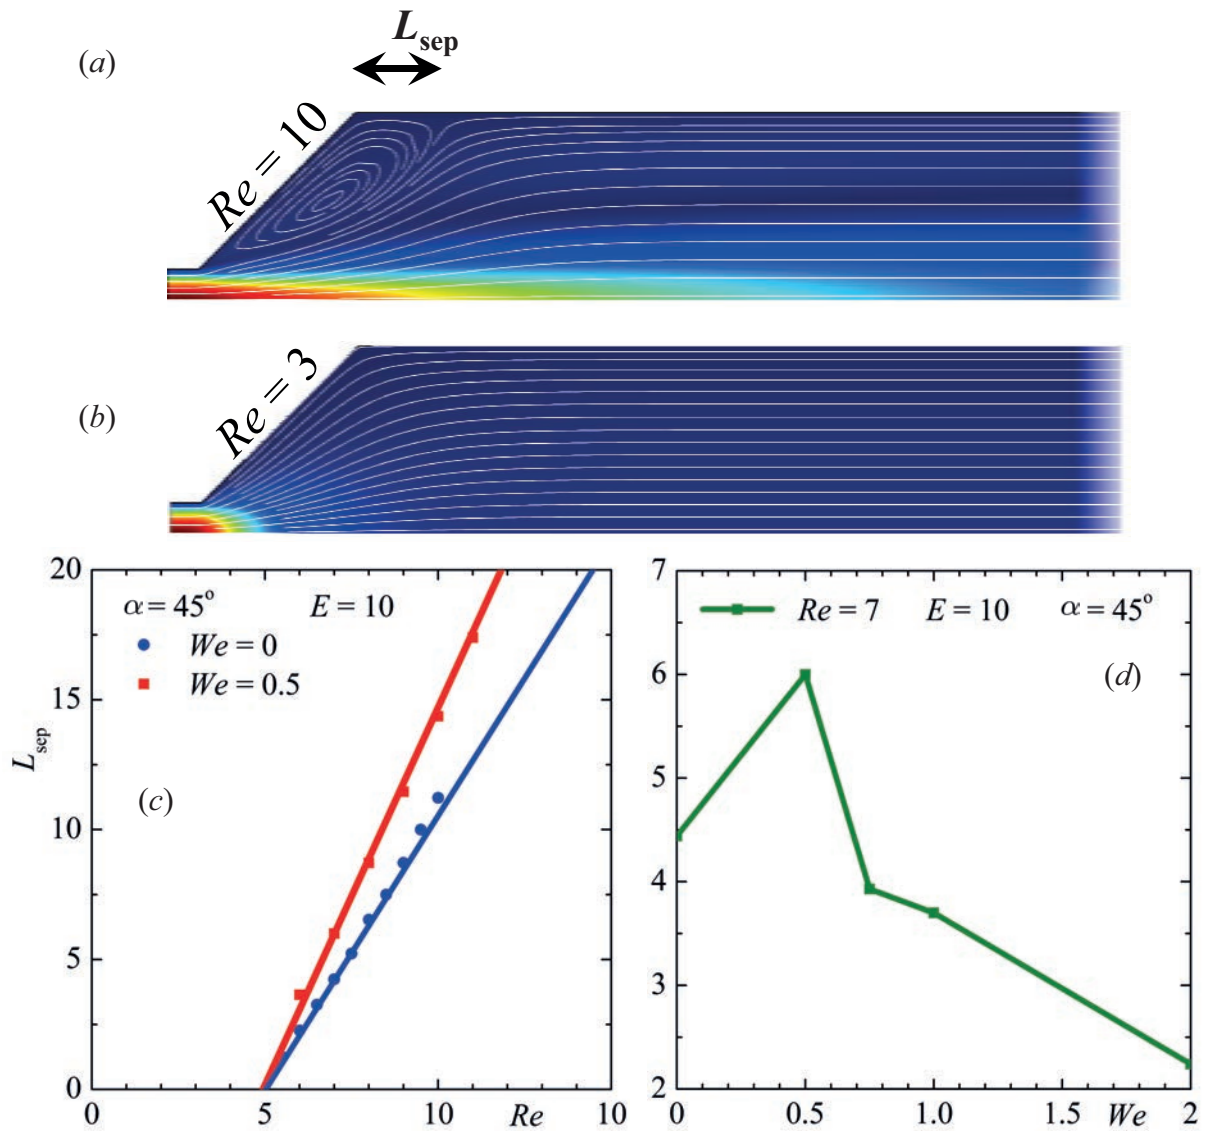 L_sep
(a)
Re = 10
Re = 3
(b)
20
15
10
5
0
L_sep
α = 45°  E = 10
We = 0
We = 0.5
(c)
0 5 10 Re 10
7
6
5
4
3
2
Re = 7  E = 10  α = 45°
(d)
0 0.5 1.0 1.5 We 2